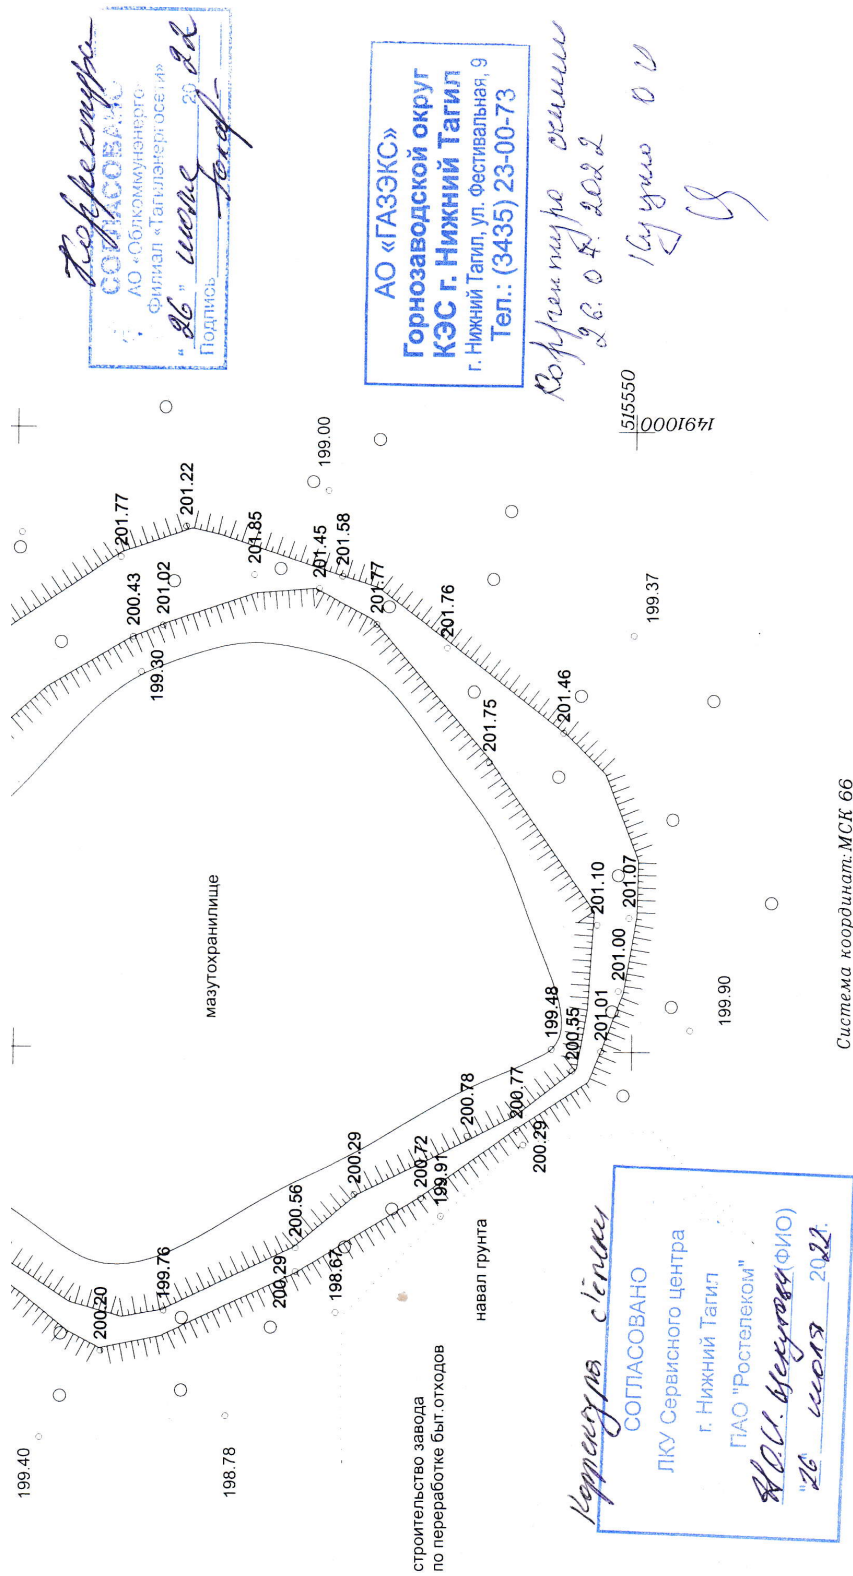 Корректура
СОГЛАСОВАНО
АО «Облкоммунэнерго»
филиал «Тагилэнергосети»
"26" июле 2022
Подпись
АО «ГАЗЭКС»
Горнозаводской округ
КЭС г. Нижний Тагил
г. Нижний Тагил, ул. Фестивальная, 9
Тел.: (3435) 23-00-73
Корректура
26.07.2022
515550
1491000
199.00
201.77
201.22
201.85
201.45
201.58
201.77
201.76
201.46
199.37
200.43
201.02
199.30
201.75
201.10
201.07
201.00
201.01
199.90
мазутохранилище
199.48
200.55
200.78
200.77
200.29
200.29
200.72
199.91
200.56
200.29
198.67
199.76
200.20
навал грунта
строительство завода
по переработке быт.отходов
199.40
198.78
Система координат: МСК 66
Корректура
СОГЛАСОВАНО
ЛКУ Сервисного центра
г. Нижний Тагил
ПАО "Ростелеком"
(ФИО)
"26" июля 2022г.